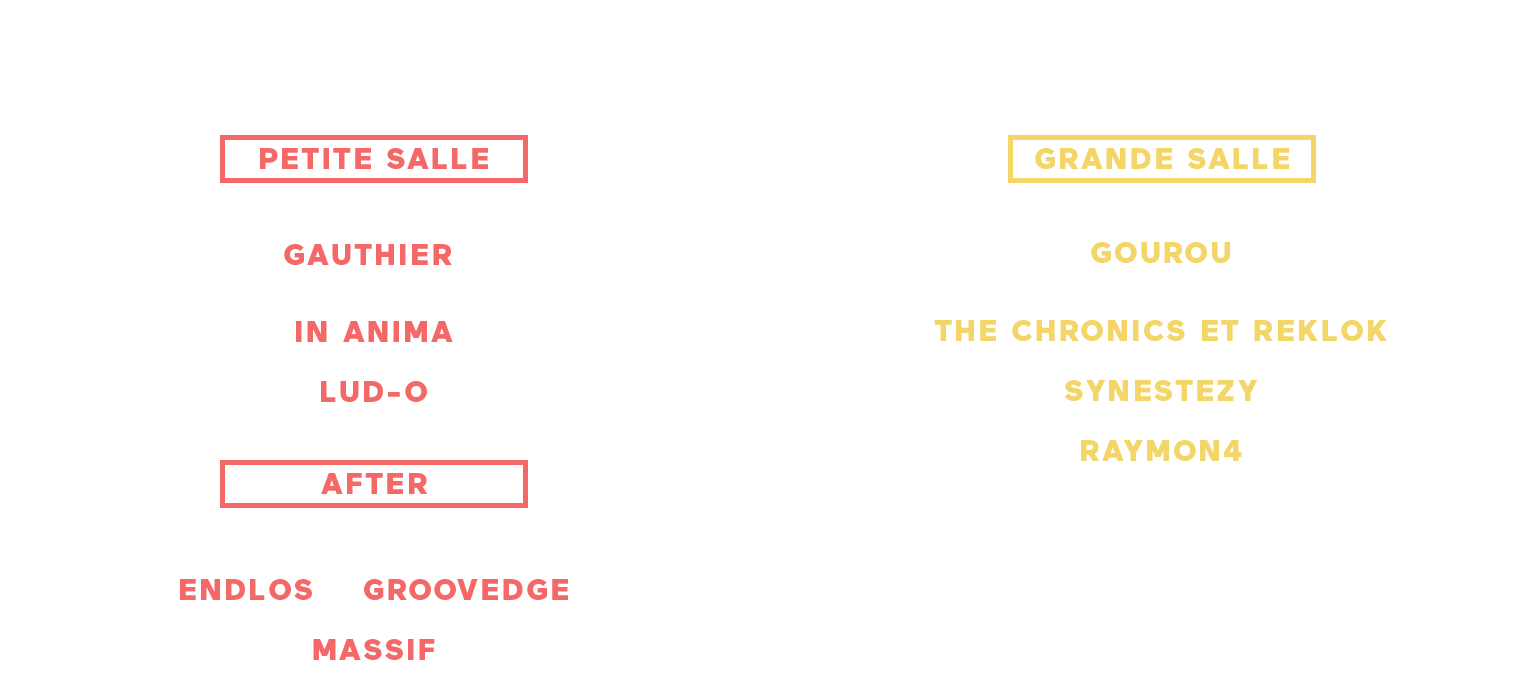 PETITE SALLE
GAUTHIER
IN ANIMA
LUD-O
AFTER
ENDLOS GROOVEDGE
MASSIF
GRANDE SALLE
GOUROU
THE CHRONICS ET REKLOK
SYNESTEZY
RAYMON4